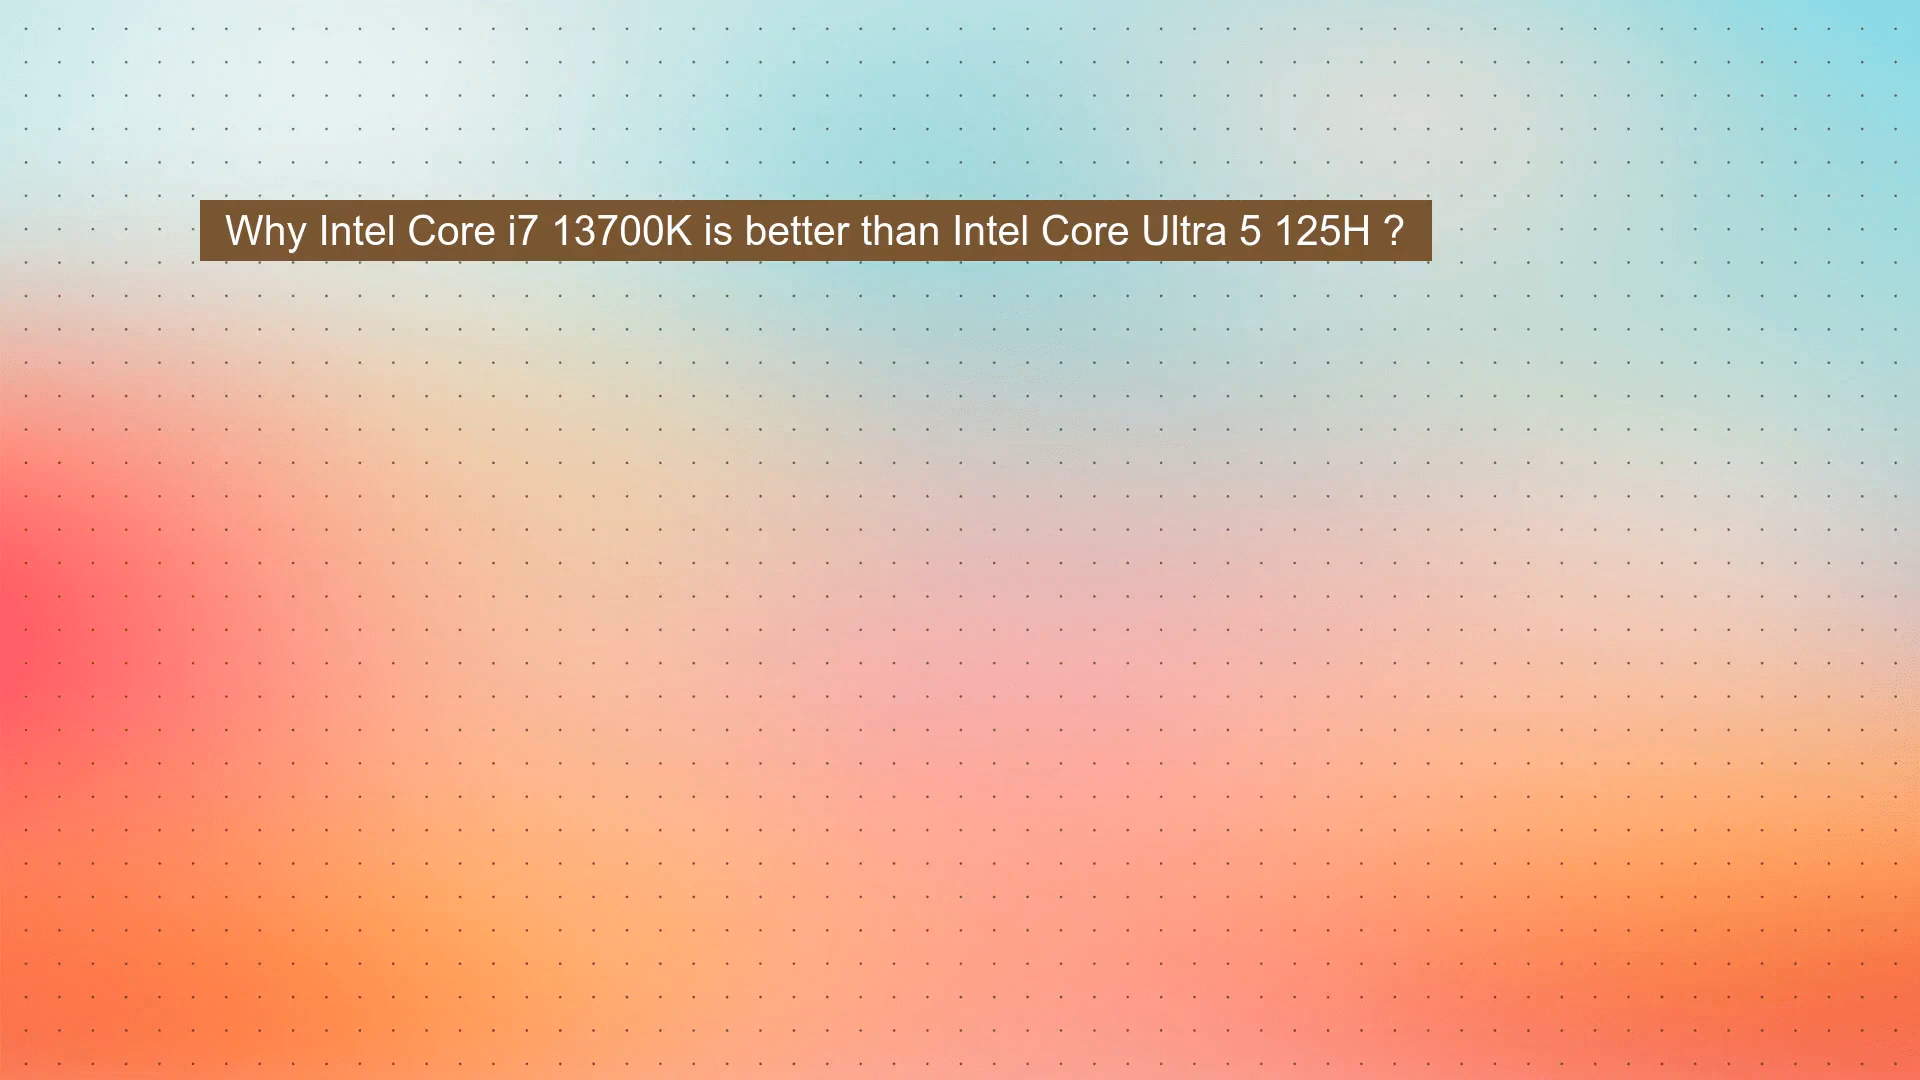 Why Intel Core i7 13700K is better than Intel Core Ultra 5 125H ?